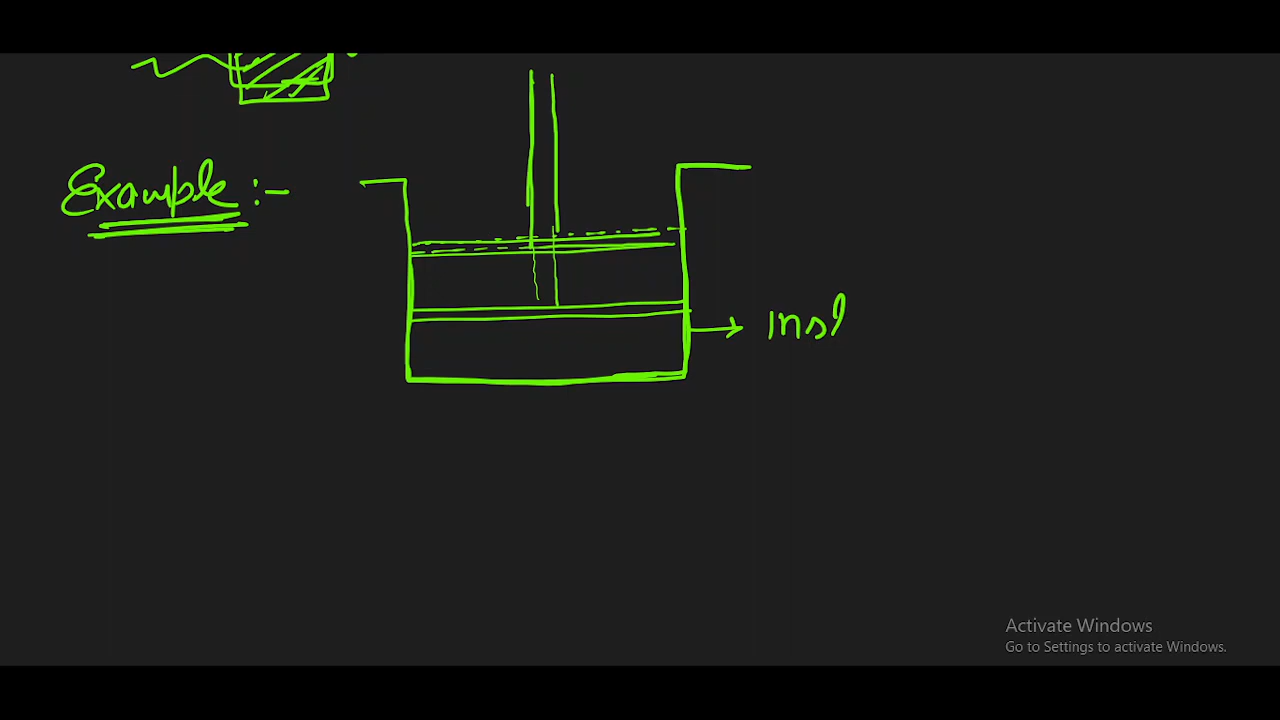 Example :-
insl
Activate Windows
Go to Settings to activate Windows.